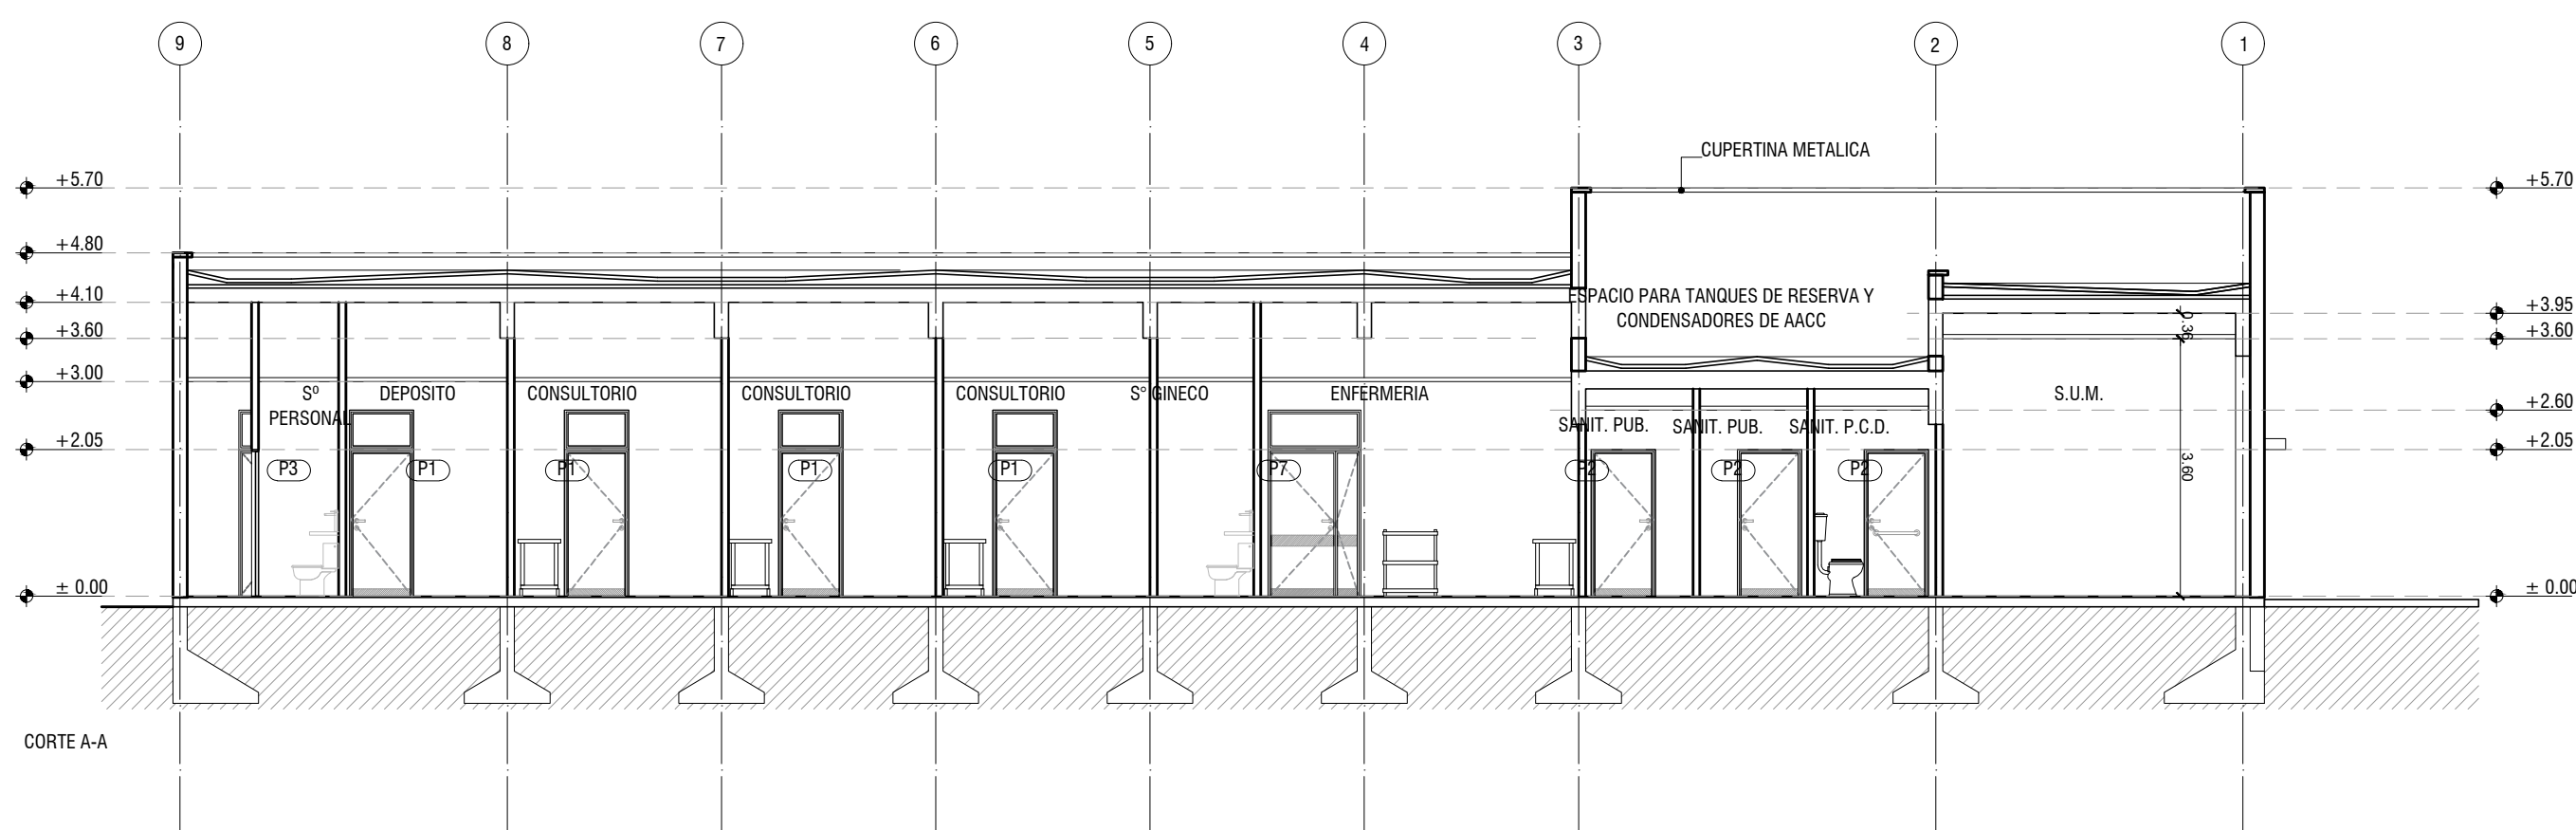 9 8 7 6 5 4 3 2 1
CUPERTINA METALICA
+5.70 +5.70
+4.80
+4.10 ESPACIO PARA TANQUES DE RESERVA Y +3.95
CONDENSADORES DE AACC
0.36
+3.60 +3.60
+3.00
Sº DEPOSITO CONSULTORIO CONSULTORIO CONSULTORIO S° GINECO ENFERMERIA S.U.M.
PERSONAL
+2.60
SANIT. PUB. SANIT. PUB. SANIT. P.C.D.
+2.05 +2.05
P3 P1 P1 P1 P1 P7 P2 P2 P2
3.60
± 0.00 ± 0.00
CORTE A-A